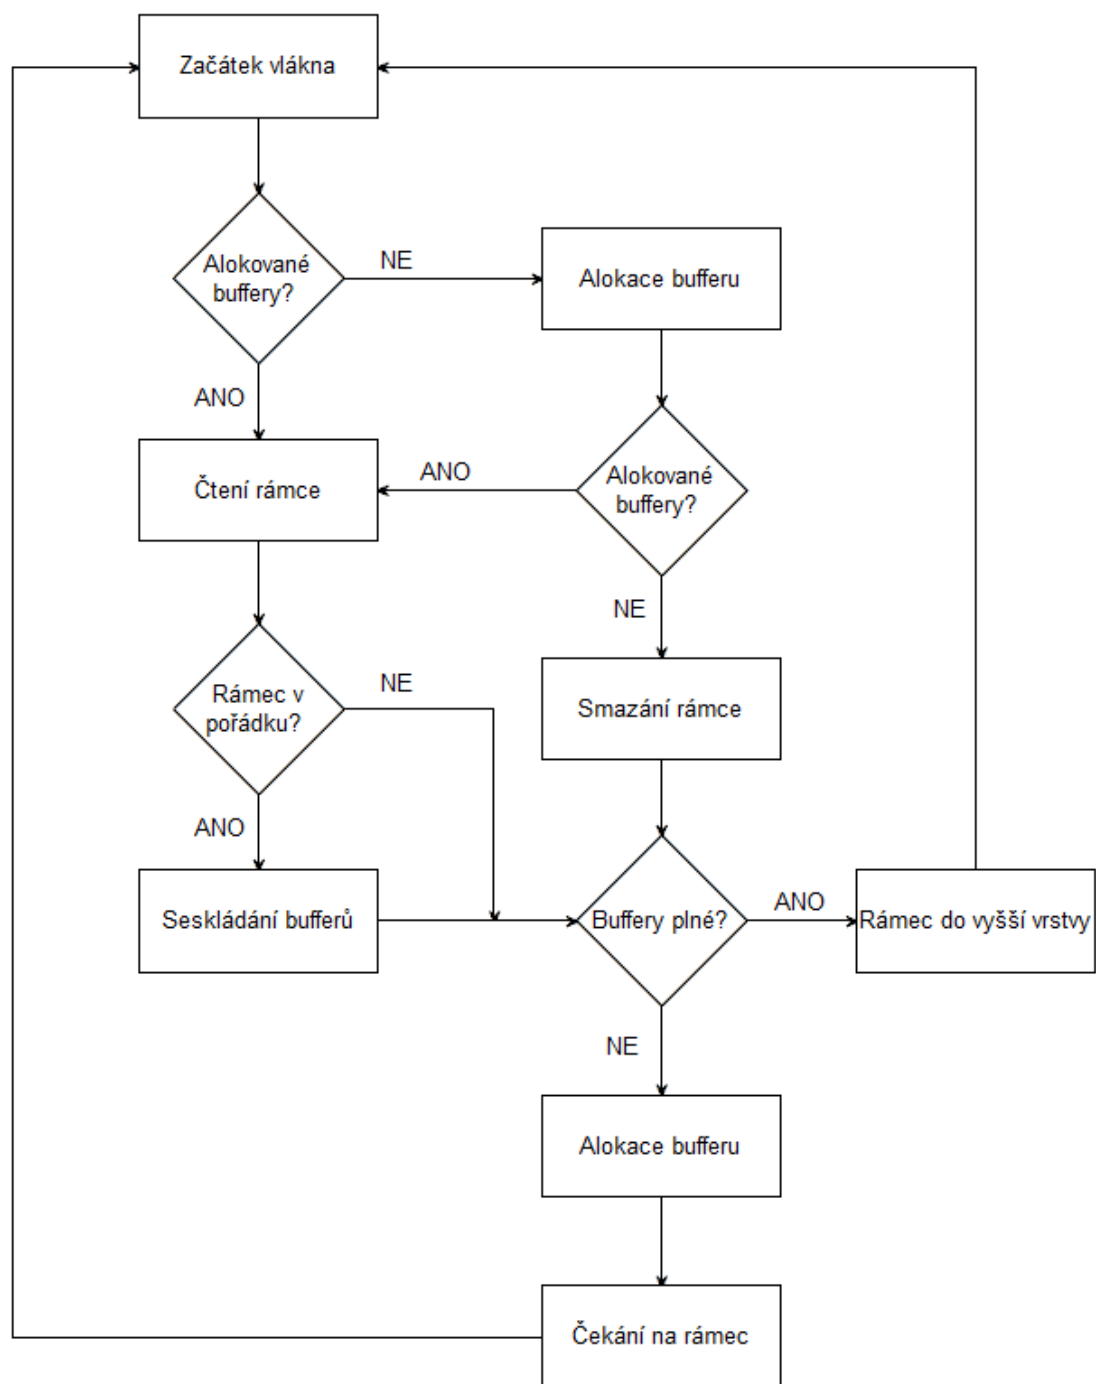 Začátek vlákna
Alokované
buffery?
NE
Alokace bufferu
ANO
Čtení rámce
ANO
Alokované
buffery?
NE
Rámec v
pořádku?
NE
Smazání rámce
ANO
Seskládání bufferů
Buffery plné?
ANO
Rámec do vyšší vrstvy
NE
Alokace bufferu
Čekání na rámec